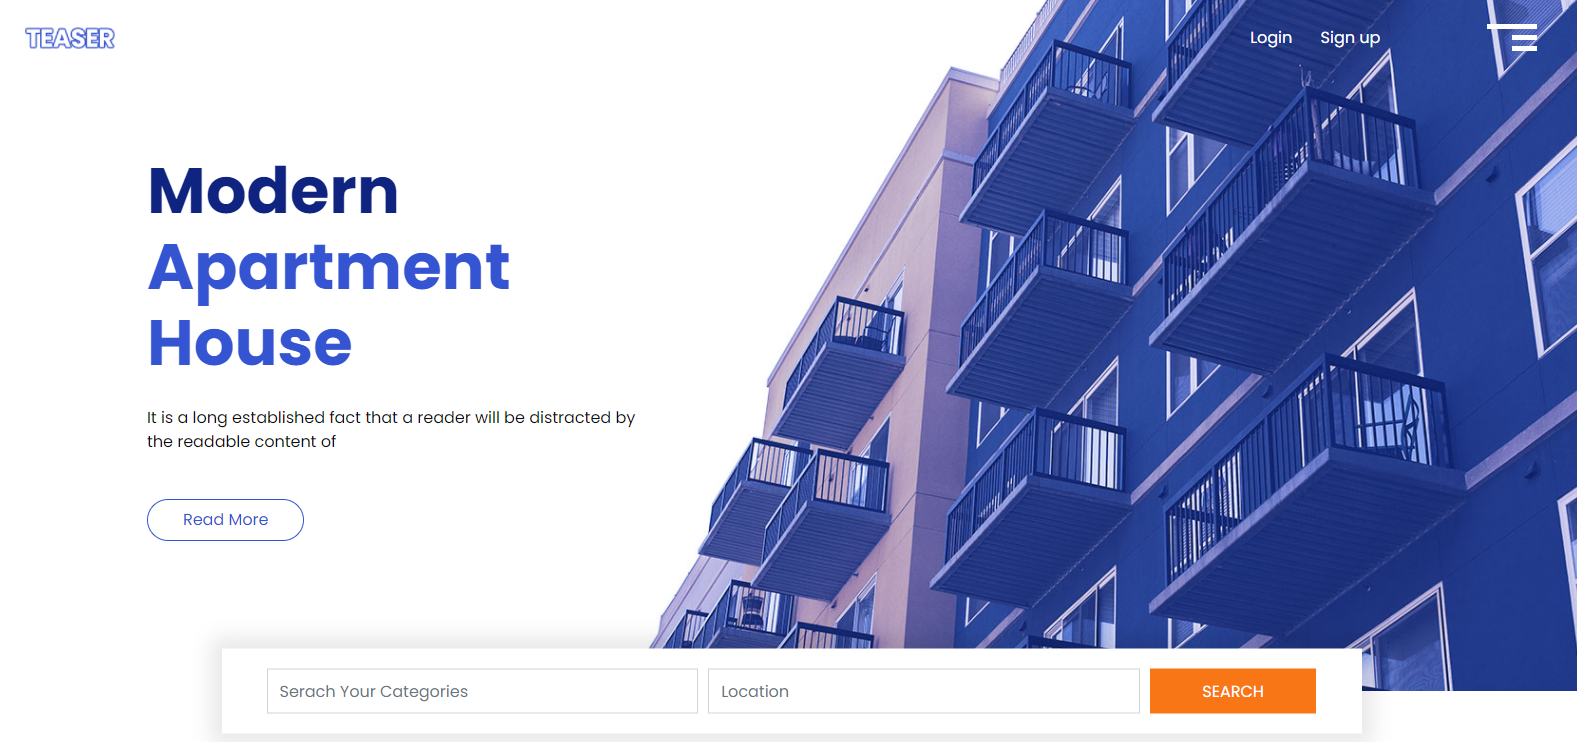 TEASER
Login
Sign up
Modern
Apartment
House
It is a long established fact that a reader will be distracted by
the readable content of
Read More
Serach Your Categories
Location
SEARCH